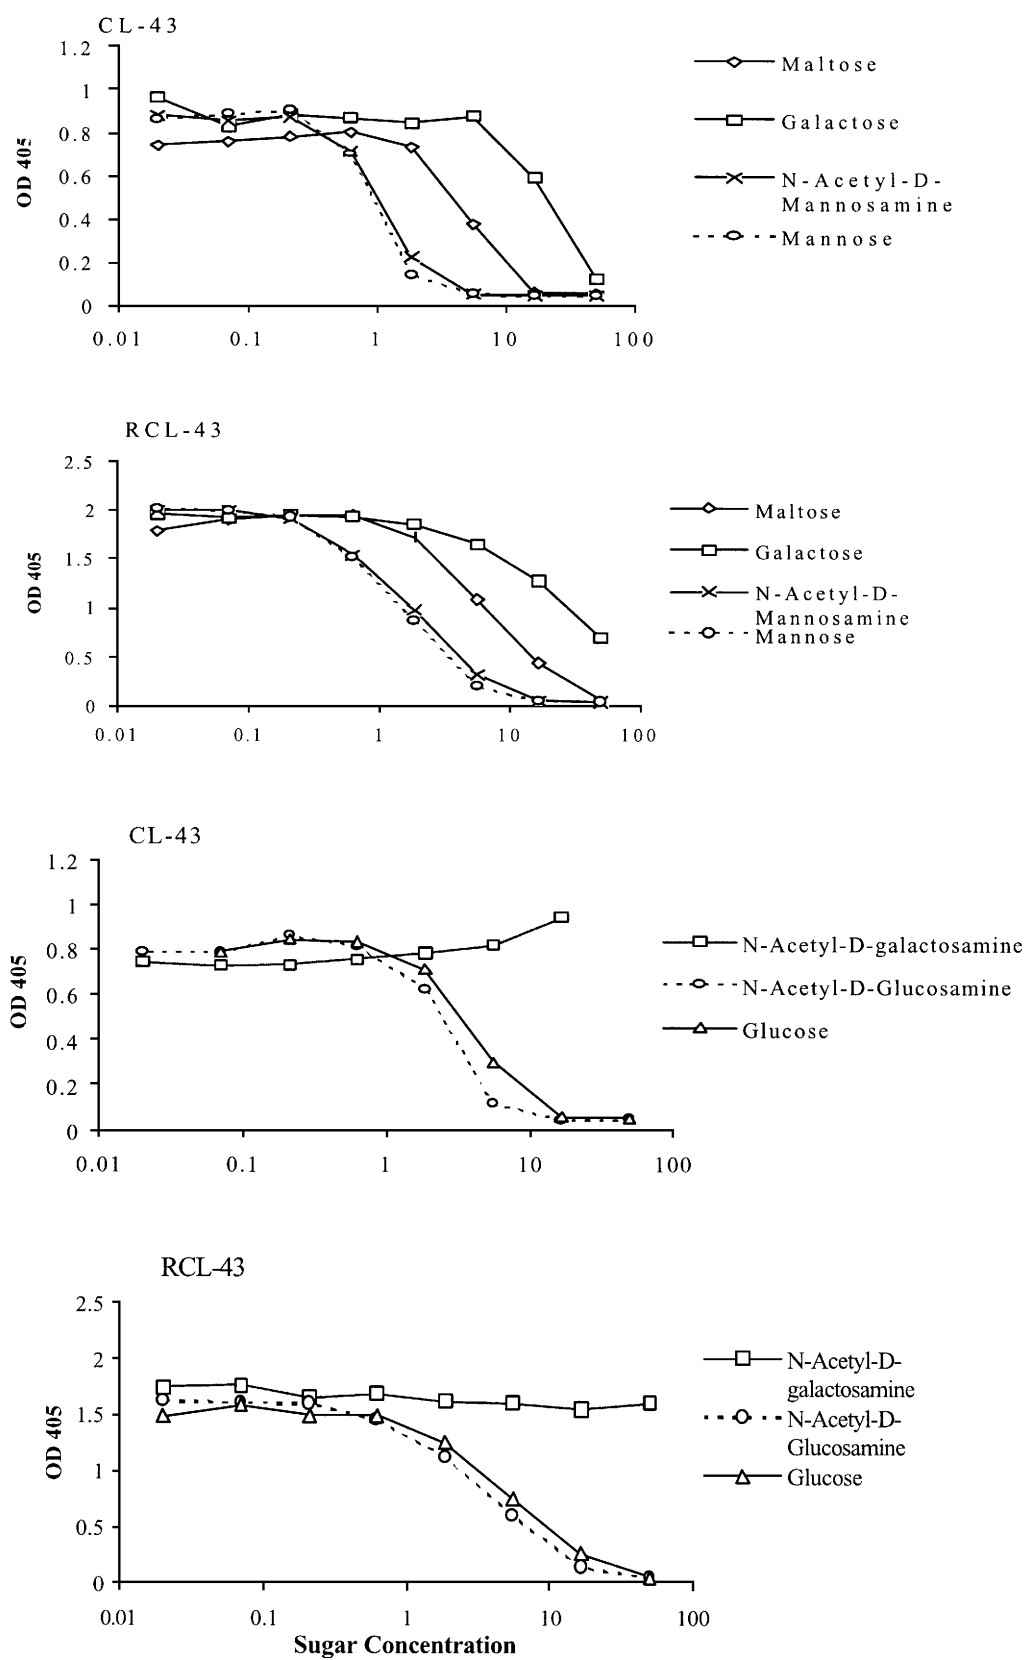 CL-43
1.2
1
0.8
0.6
0.4
0.2
0
OD 405
0.01 0.1 1 10 100
Maltose
Galactose
N-Acetyl-D-
Mannosamine
Mannose
RCL-43
2.5
2
1.5
1
0.5
0
OD 405
0.01 0.1 1 10 100
Maltose
Galactose
N-Acetyl-D-
Mannosamine
Mannose
CL-43
1.2
1
0.8
0.6
0.4
0.2
0
OD 405
0.01 0.1 1 10 100
N-Acetyl-D-galactosamine
N-Acetyl-D-Glucosamine
Glucose
RCL-43
2.5
2
1.5
1
0.5
0
OD 405
0.01 0.1 1 10 100
Sugar Concentration
N-Acetyl-D-
galactosamine
N-Acetyl-D-
Glucosamine
Glucose